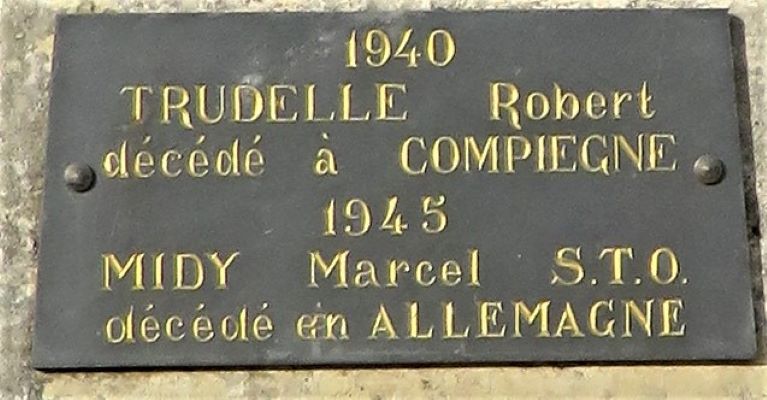 1940
TRUDELLE Robert
décédé à COMPIEGNE
1945
MIDY Marcel S.T.O.
décédé en ALLEMAGNE